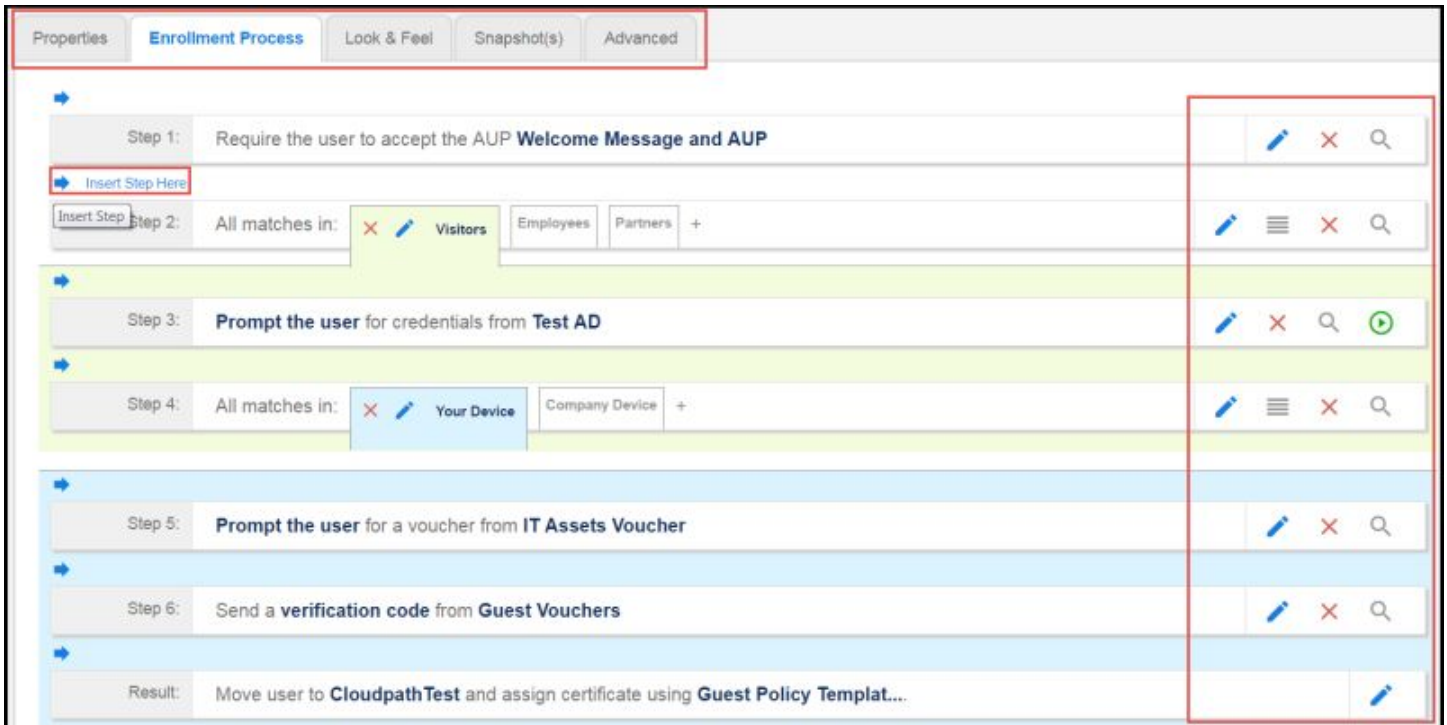 Properties Enrollment Process Look & Feel Snapshot(s) Advanced
Step 1: Require the user to accept the AUP Welcome Message and AUP
Insert Step Here
Insert Step
Step 2: All matches in: Visitors Employees Partners +
Step 3: Prompt the user for credentials from Test AD
Step 4: All matches in: Your Device Company Device +
Step 5: Prompt the user for a voucher from IT Assets Voucher
Step 6: Send a verification code from Guest Vouchers
Result: Move user to CloudpathTest and assign certificate using Guest Policy Templat....